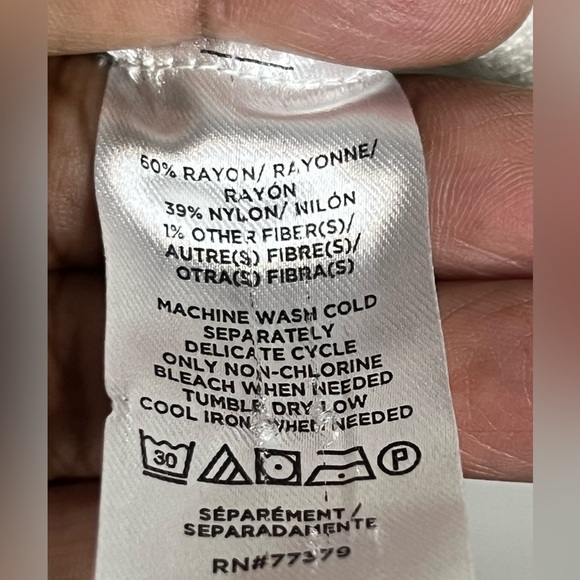 60% RAYON/ RAYONNE/
RAYÓN
39% NYLON/ NILÓN
1% OTHER FIBER(S)/
AUTRE(S) FIBRE(S)/
OTRA(S) FIBRA(S)
MACHINE WASH COLD
SEPARATELY
DELICATE CYCLE
ONLY NON-CHLORINE
BLEACH WHEN NEEDED
TUMBLE DRY LOW
COOL IRON WHEN NEEDED
30 P
SÉPARÉMENT/
SEPARADAMENTE
RN#77379